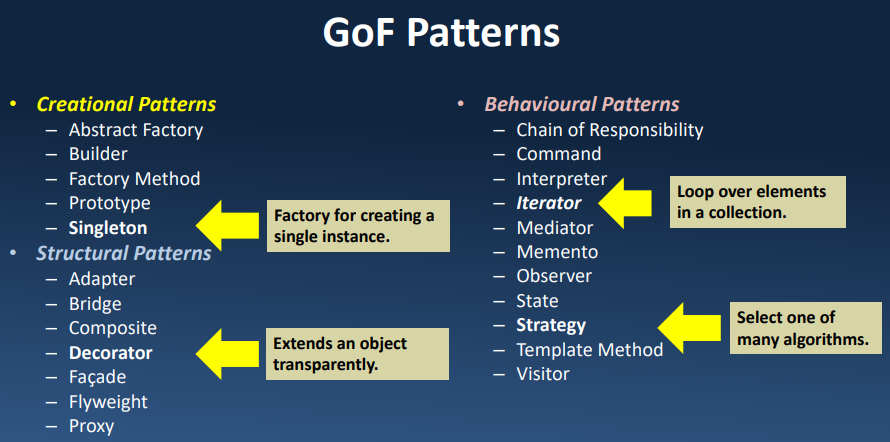 GoF Patterns
• Creational Patterns
– Abstract Factory
– Builder
– Factory Method
– Prototype
– Singleton
Factory for creating a
single instance.
• Structural Patterns
– Adapter
– Bridge
– Composite
– Decorator
Extends an object
transparently.
– Façade
– Flyweight
– Proxy
• Behavioural Patterns
– Chain of Responsibility
– Command
– Interpreter
– Iterator
Loop over elements
in a collection.
– Mediator
– Memento
– Observer
– State
– Strategy
Select one of
many algorithms.
– Template Method
– Visitor